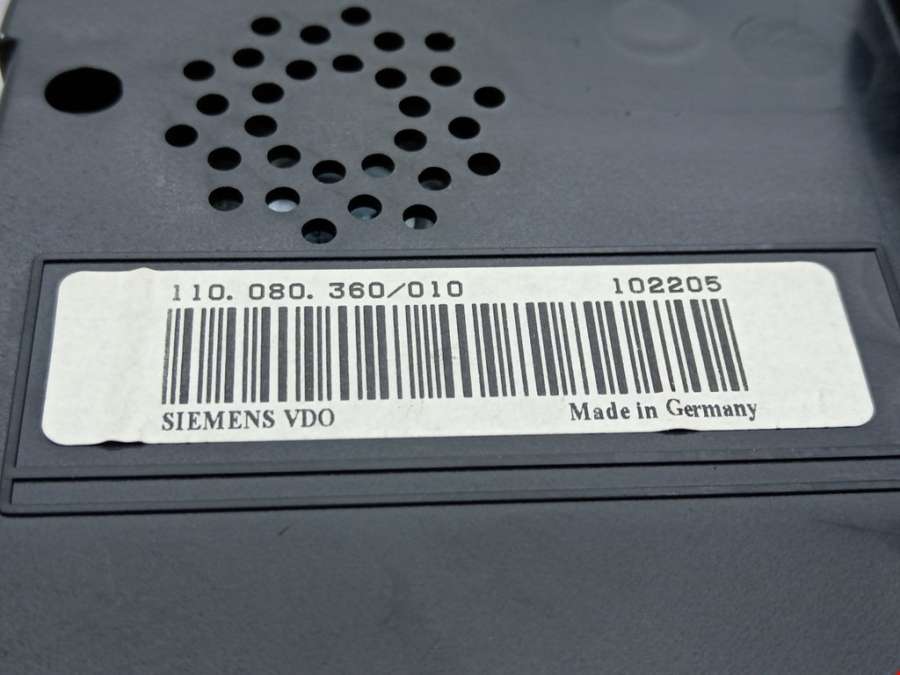 110. 080. 360/010 102205
SIEMENS VDO Made in Germany